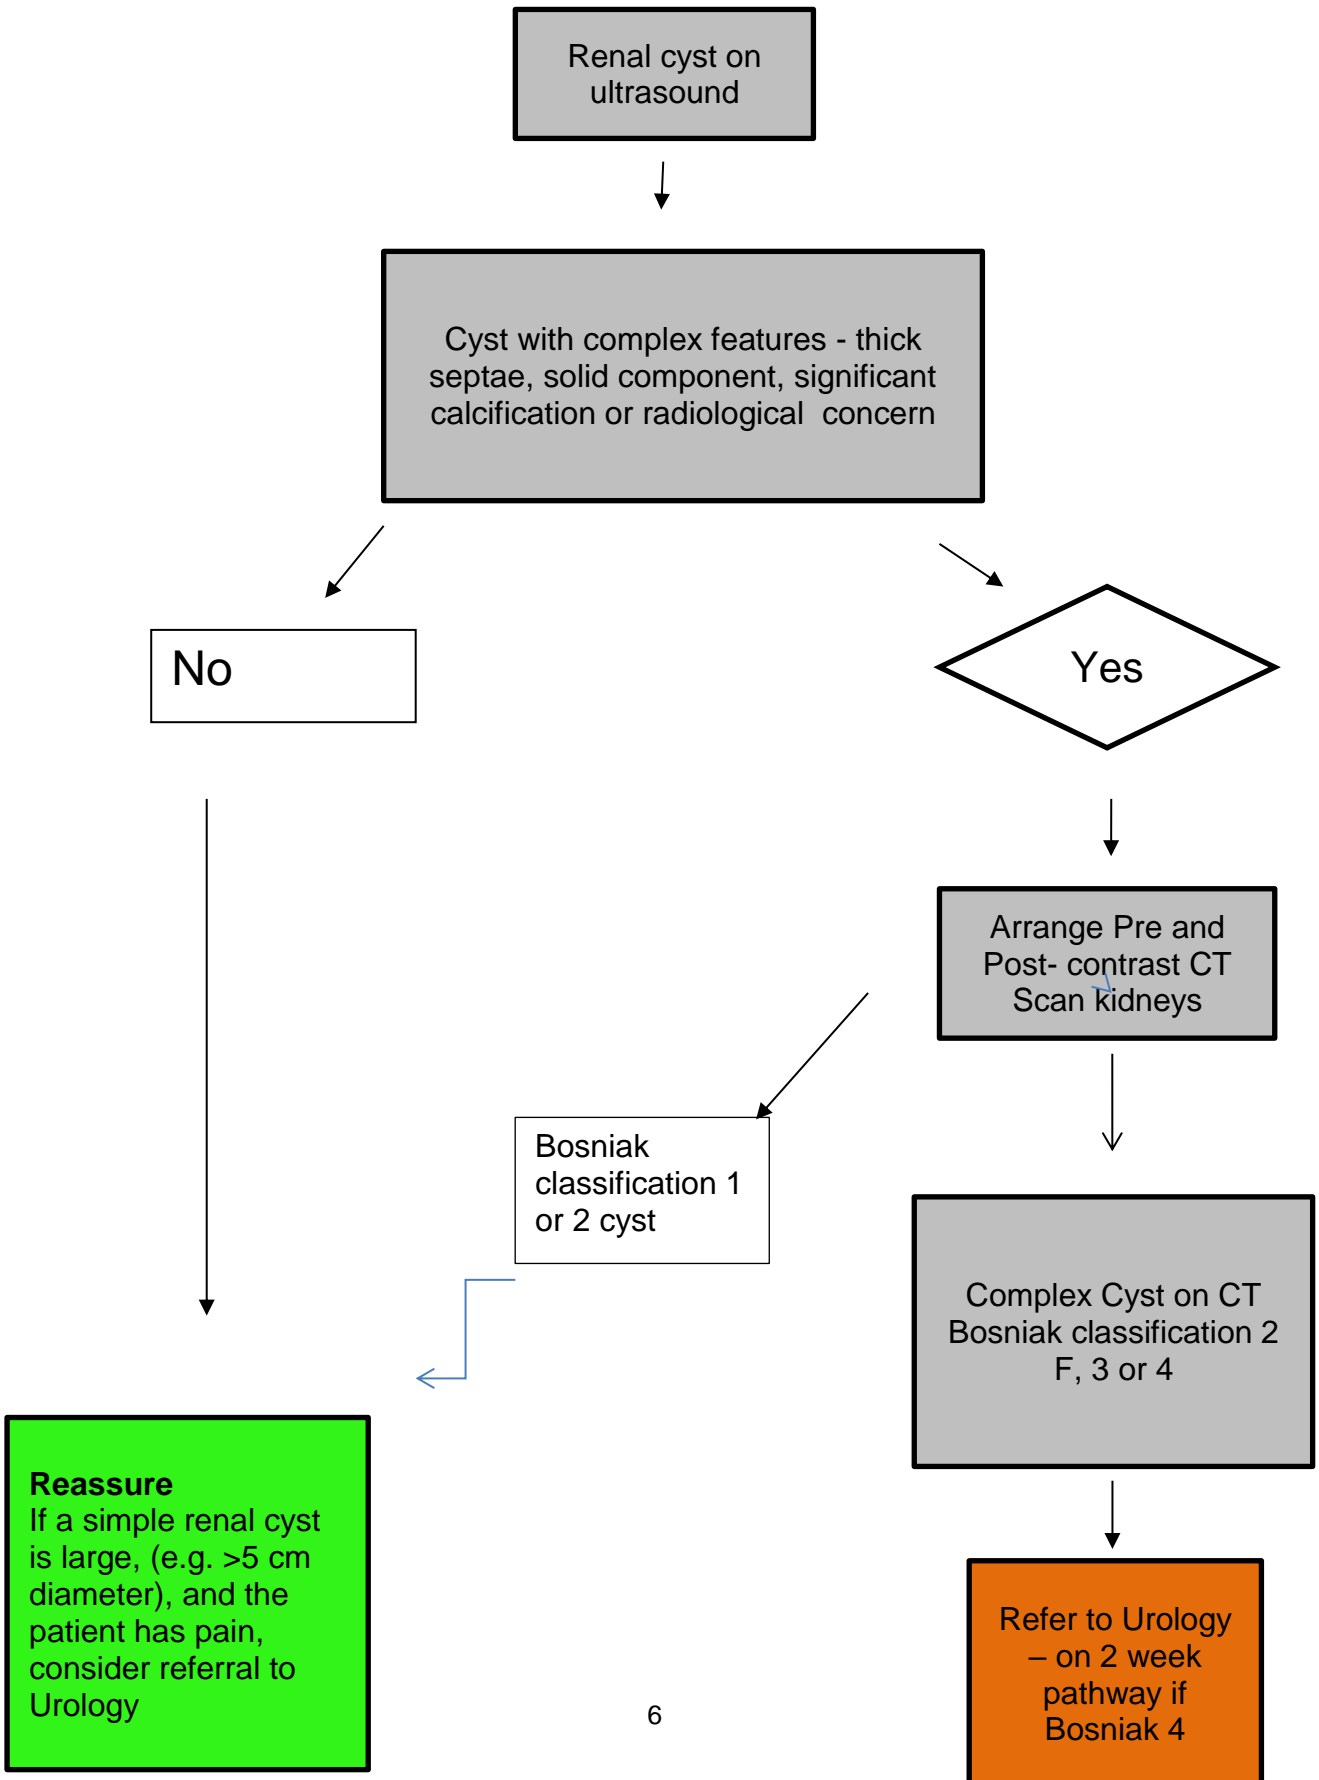 Renal cyst on
ultrasound
Cyst with complex features - thick
septae, solid component, significant
calcification or radiological  concern
No
Yes
Arrange Pre and
Post- contrast CT
Scan kidneys
Bosniak
classification 1
or 2 cyst
Complex Cyst on CT
Bosniak classification 2
F, 3 or 4
Reassure
If a simple renal cyst
is large, (e.g. >5 cm
diameter), and the
patient has pain,
consider referral to
Urology
Refer to Urology
– on 2 week
pathway if
Bosniak 4
6